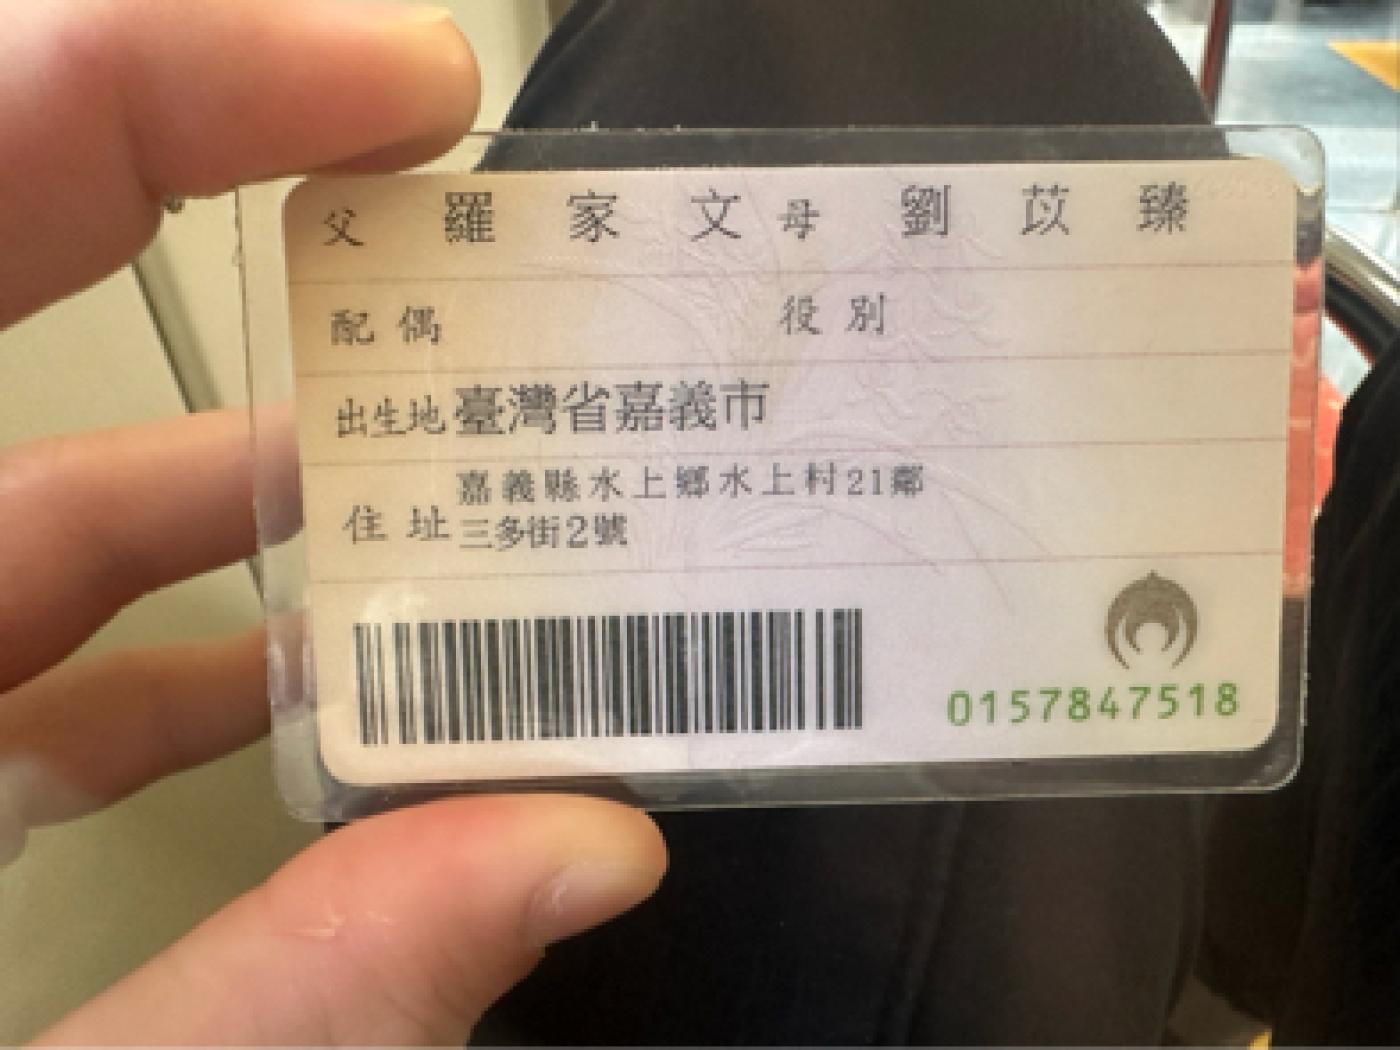 父 羅家文 母 劉苡臻
配偶 役別
出生地 臺灣省嘉義市
住址 嘉義縣水上鄉水上村21鄰
三多街2號
0157847518